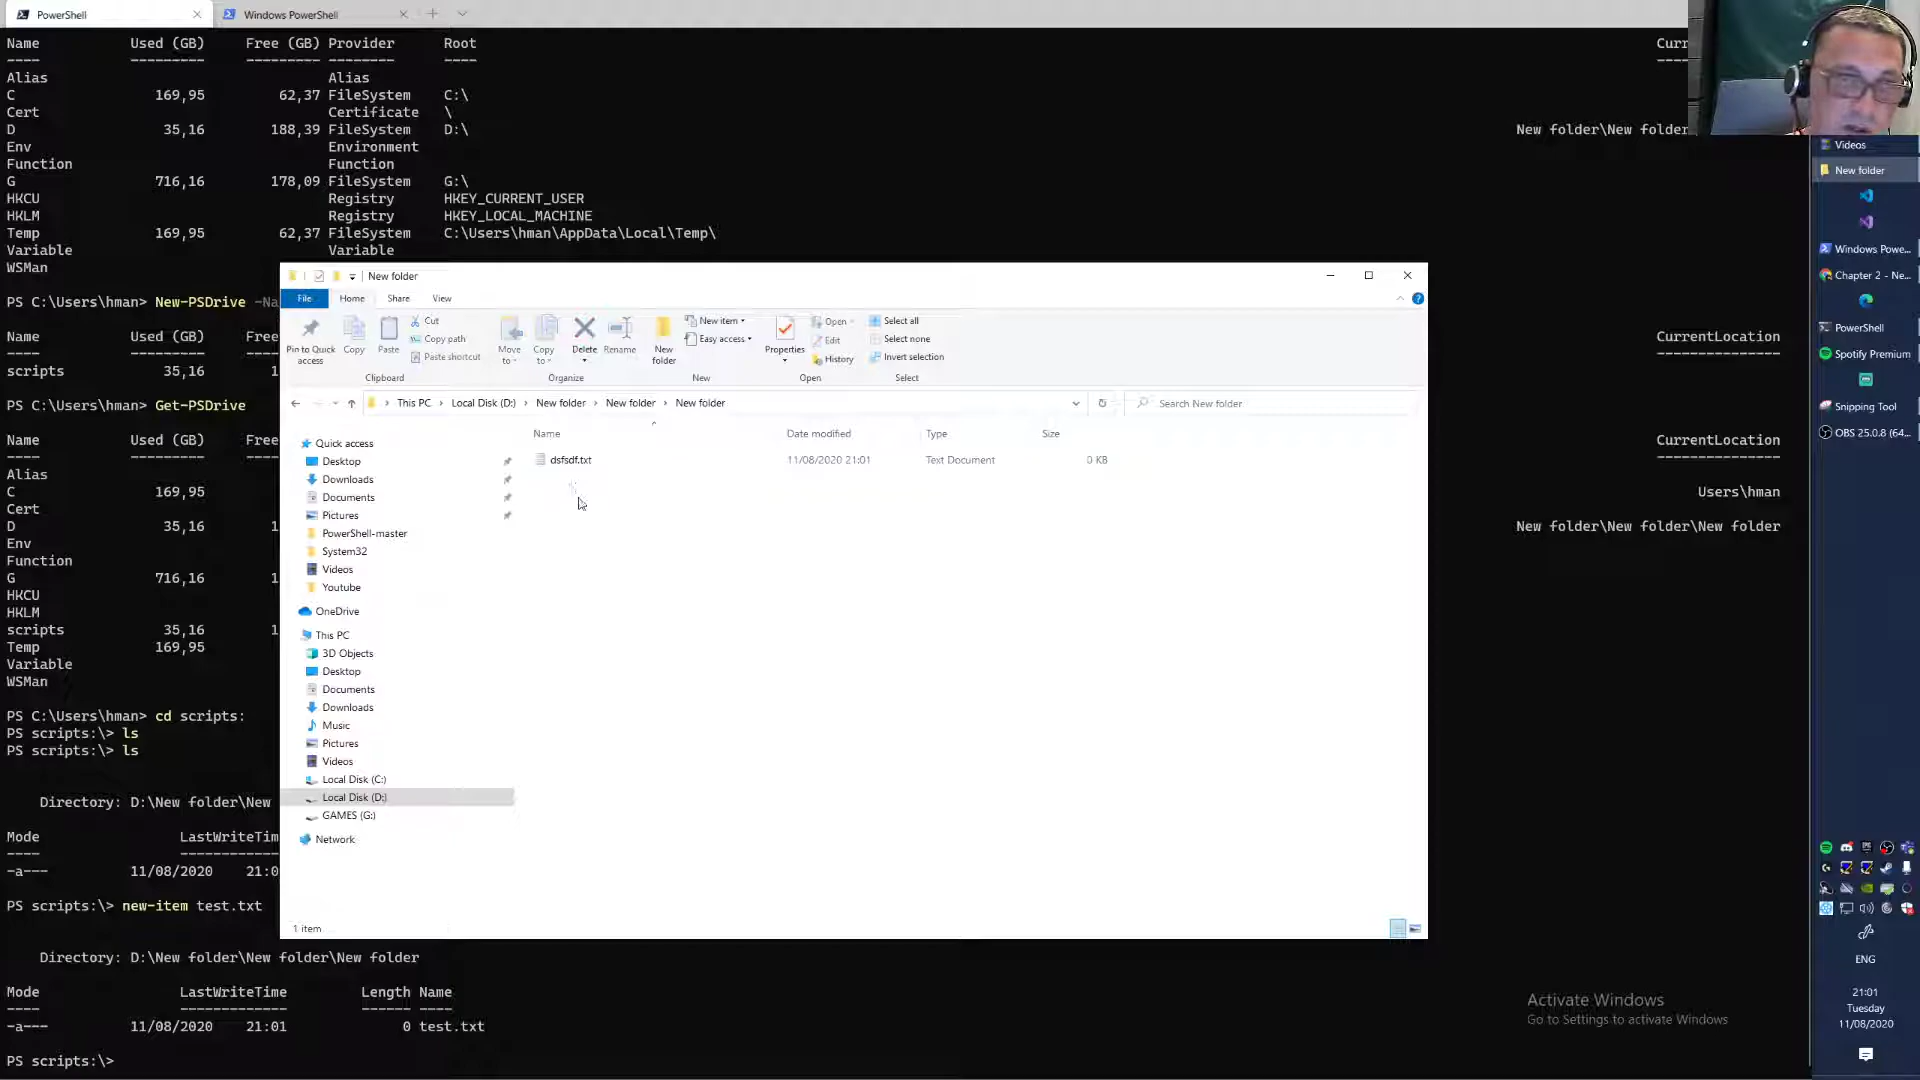 PowerShell
Windows PowerShell
Name Used (GB) Free (GB) Provider Root Curr
---- --------- --------- -------- ---- ----
Alias Alias
C 169,95 62,37 FileSystem C:\
Cert Certificate \
D 35,16 188,39 FileSystem D:\ New folder\New folder
Env Environment
Function Function
G 716,16 178,09 FileSystem G:\
HKCU Registry HKEY_CURRENT_USER
HKLM Registry HKEY_LOCAL_MACHINE
Temp 169,95 62,37 FileSystem C:\Users\hman\AppData\Local\Temp\
Variable Variable
WSMan
PS C:\Users\hman> New-PSDrive -Na
Name Used (GB) Free CurrentLocation
---- --------- ---- ---------------
scripts 35,16 1
PS C:\Users\hman> Get-PSDrive
Name Used (GB) Free CurrentLocation
---- --------- ---- ---------------
Alias
C 169,95 Users\hman
Cert
D 35,16 1 New folder\New folder\New folder
Env
Function
G 716,16 1
HKCU
HKLM
scripts 35,16 1
Temp 169,95
Variable
WSMan
PS C:\Users\hman> cd scripts:
PS scripts:\> ls
PS scripts:\> ls
Directory: D:\New folder\New
Mode LastWriteTim
---- ------------
-a--- 11/08/2020 21:0
PS scripts:\> new-item test.txt
Directory: D:\New folder\New folder\New folder
Mode LastWriteTime Length Name
---- ------------- ------ ----
-a--- 11/08/2020 21:01 0 test.txt
PS scripts:\>
New folder
File Home Share View
Pin to Quick access
Copy
Paste
Cut
Copy path
Paste shortcut
Clipboard
Move to
Copy to
Delete
Rename
Organize
New folder
New item
Easy access
New
Properties
Open
Edit
History
Open
Select all
Select none
Invert selection
Select
This PC > Local Disk (D:) > New folder > New folder > New folder
Search New folder
Name Date modified Type Size
dsfsdf.txt 11/08/2020 21:01 Text Document 0 KB
Quick access
Desktop
Downloads
Documents
Pictures
PowerShell-master
System32
Videos
Youtube
OneDrive
This PC
3D Objects
Desktop
Documents
Downloads
Music
Pictures
Videos
Local Disk (C:)
Local Disk (D:)
GAMES (G:)
Network
1 item
Videos
New folder
Windows Powe...
Chapter 2 - Ne...
PowerShell
Spotify Premium
Snipping Tool
OBS 25.0.8 (64...
ENG
21:01
Tuesday
11/08/2020
Activate Windows
Go to Settings to activate Windows